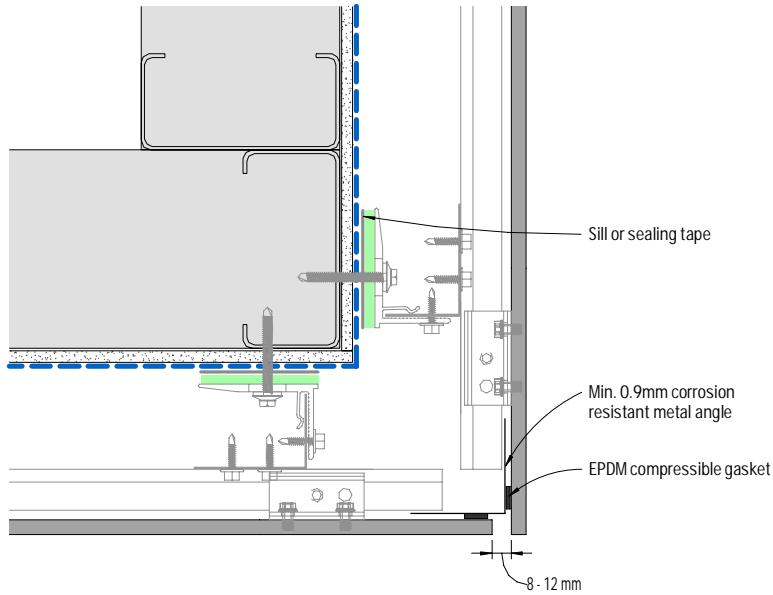 Sill or sealing tape
Min. 0.9mm corrosion
resistant metal angle
EPDM compressible gasket
8 - 12 mm